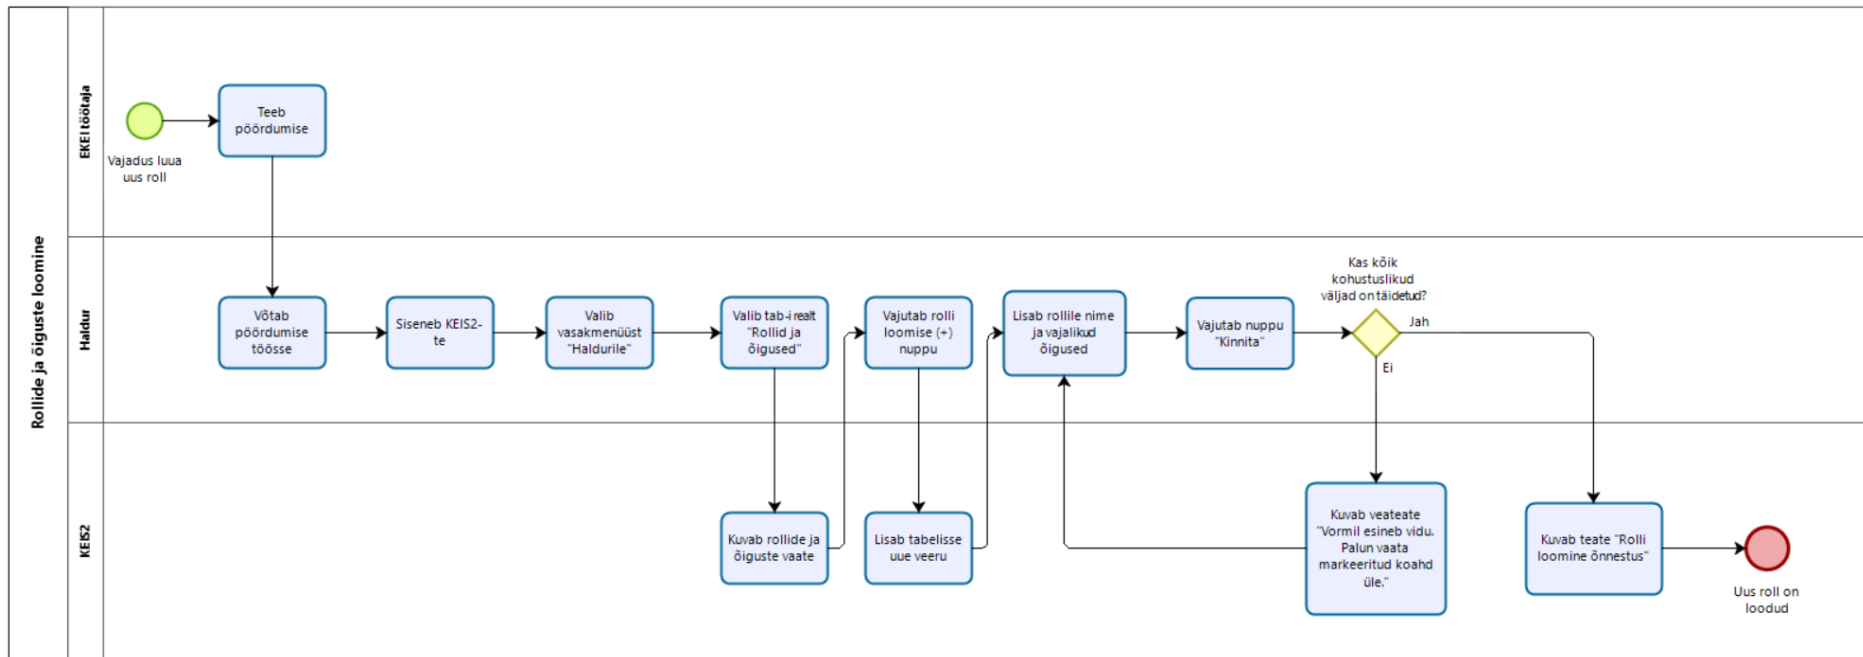 Rollide ja õiguste loomine
EKEI töötaja
Vajadus luua
uus roll
Teeb
pöördumise
Haldur
Võtab
pöördumise
töösse
Siseneb KEIS2-
te
Valib
vasakmenüüst
"Haldurile"
Valib tab-i realt
"Rollid ja
õigused"
Vajutab rolli
loomise (+)
nuppu
Lisab rollile nime
ja vajalikud
õigused
Vajutab nuppu
"Kinnita"
Kas kõik
kohustuslikud
väljad on täidetud?
Jah
Ei
KEIS2
Kuvab rollide ja
õiguste vaate
Lisab tabelisse
uue veeru
Kuvab veateate
"Vormil esineb vidu.
Palun vaata
markeeritud koahd
üle."
Kuvab teate "Rolli
loomine õnnestus"
Uus roll on
loodud